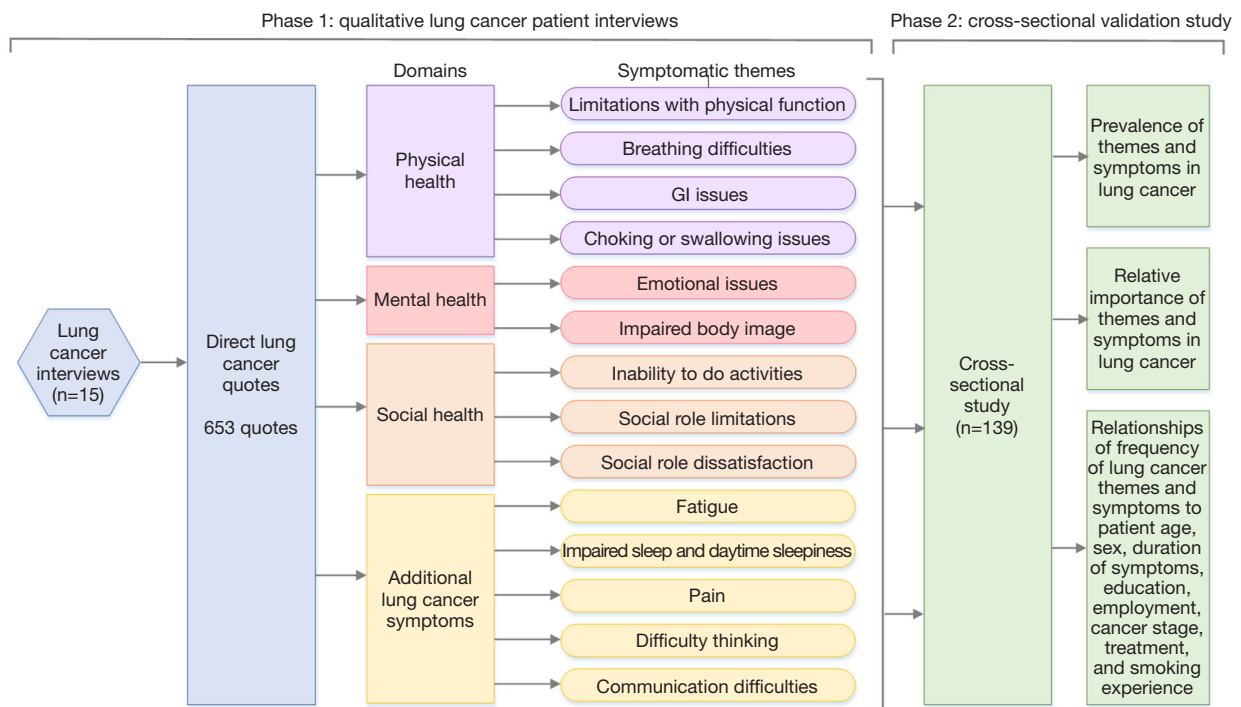 Phase 1: qualitative lung cancer patient interviews
Phase 2: cross-sectional validation study
Domains
Symptomatic themes
Lung
cancer
interviews
(n=15)
Direct lung
cancer
quotes
653 quotes
Physical
health
Mental health
Social health
Additional
lung cancer
symptoms
Limitations with physical function
Breathing difficulties
GI issues
Choking or swallowing issues
Emotional issues
Impaired body image
Inability to do activities
Social role limitations
Social role dissatisfaction
Fatigue
Impaired sleep and daytime sleepiness
Pain
Difficulty thinking
Communication difficulties
Cross-
sectional
study
(n=139)
Prevalence of
themes and
symptoms in
lung cancer
Relative
importance of
themes and
symptoms in
lung cancer
Relationships
of frequency
of lung cancer
themes and
symptoms to
patient age,
sex, duration
of symptoms,
education,
employment,
cancer stage,
treatment,
and smoking
experience